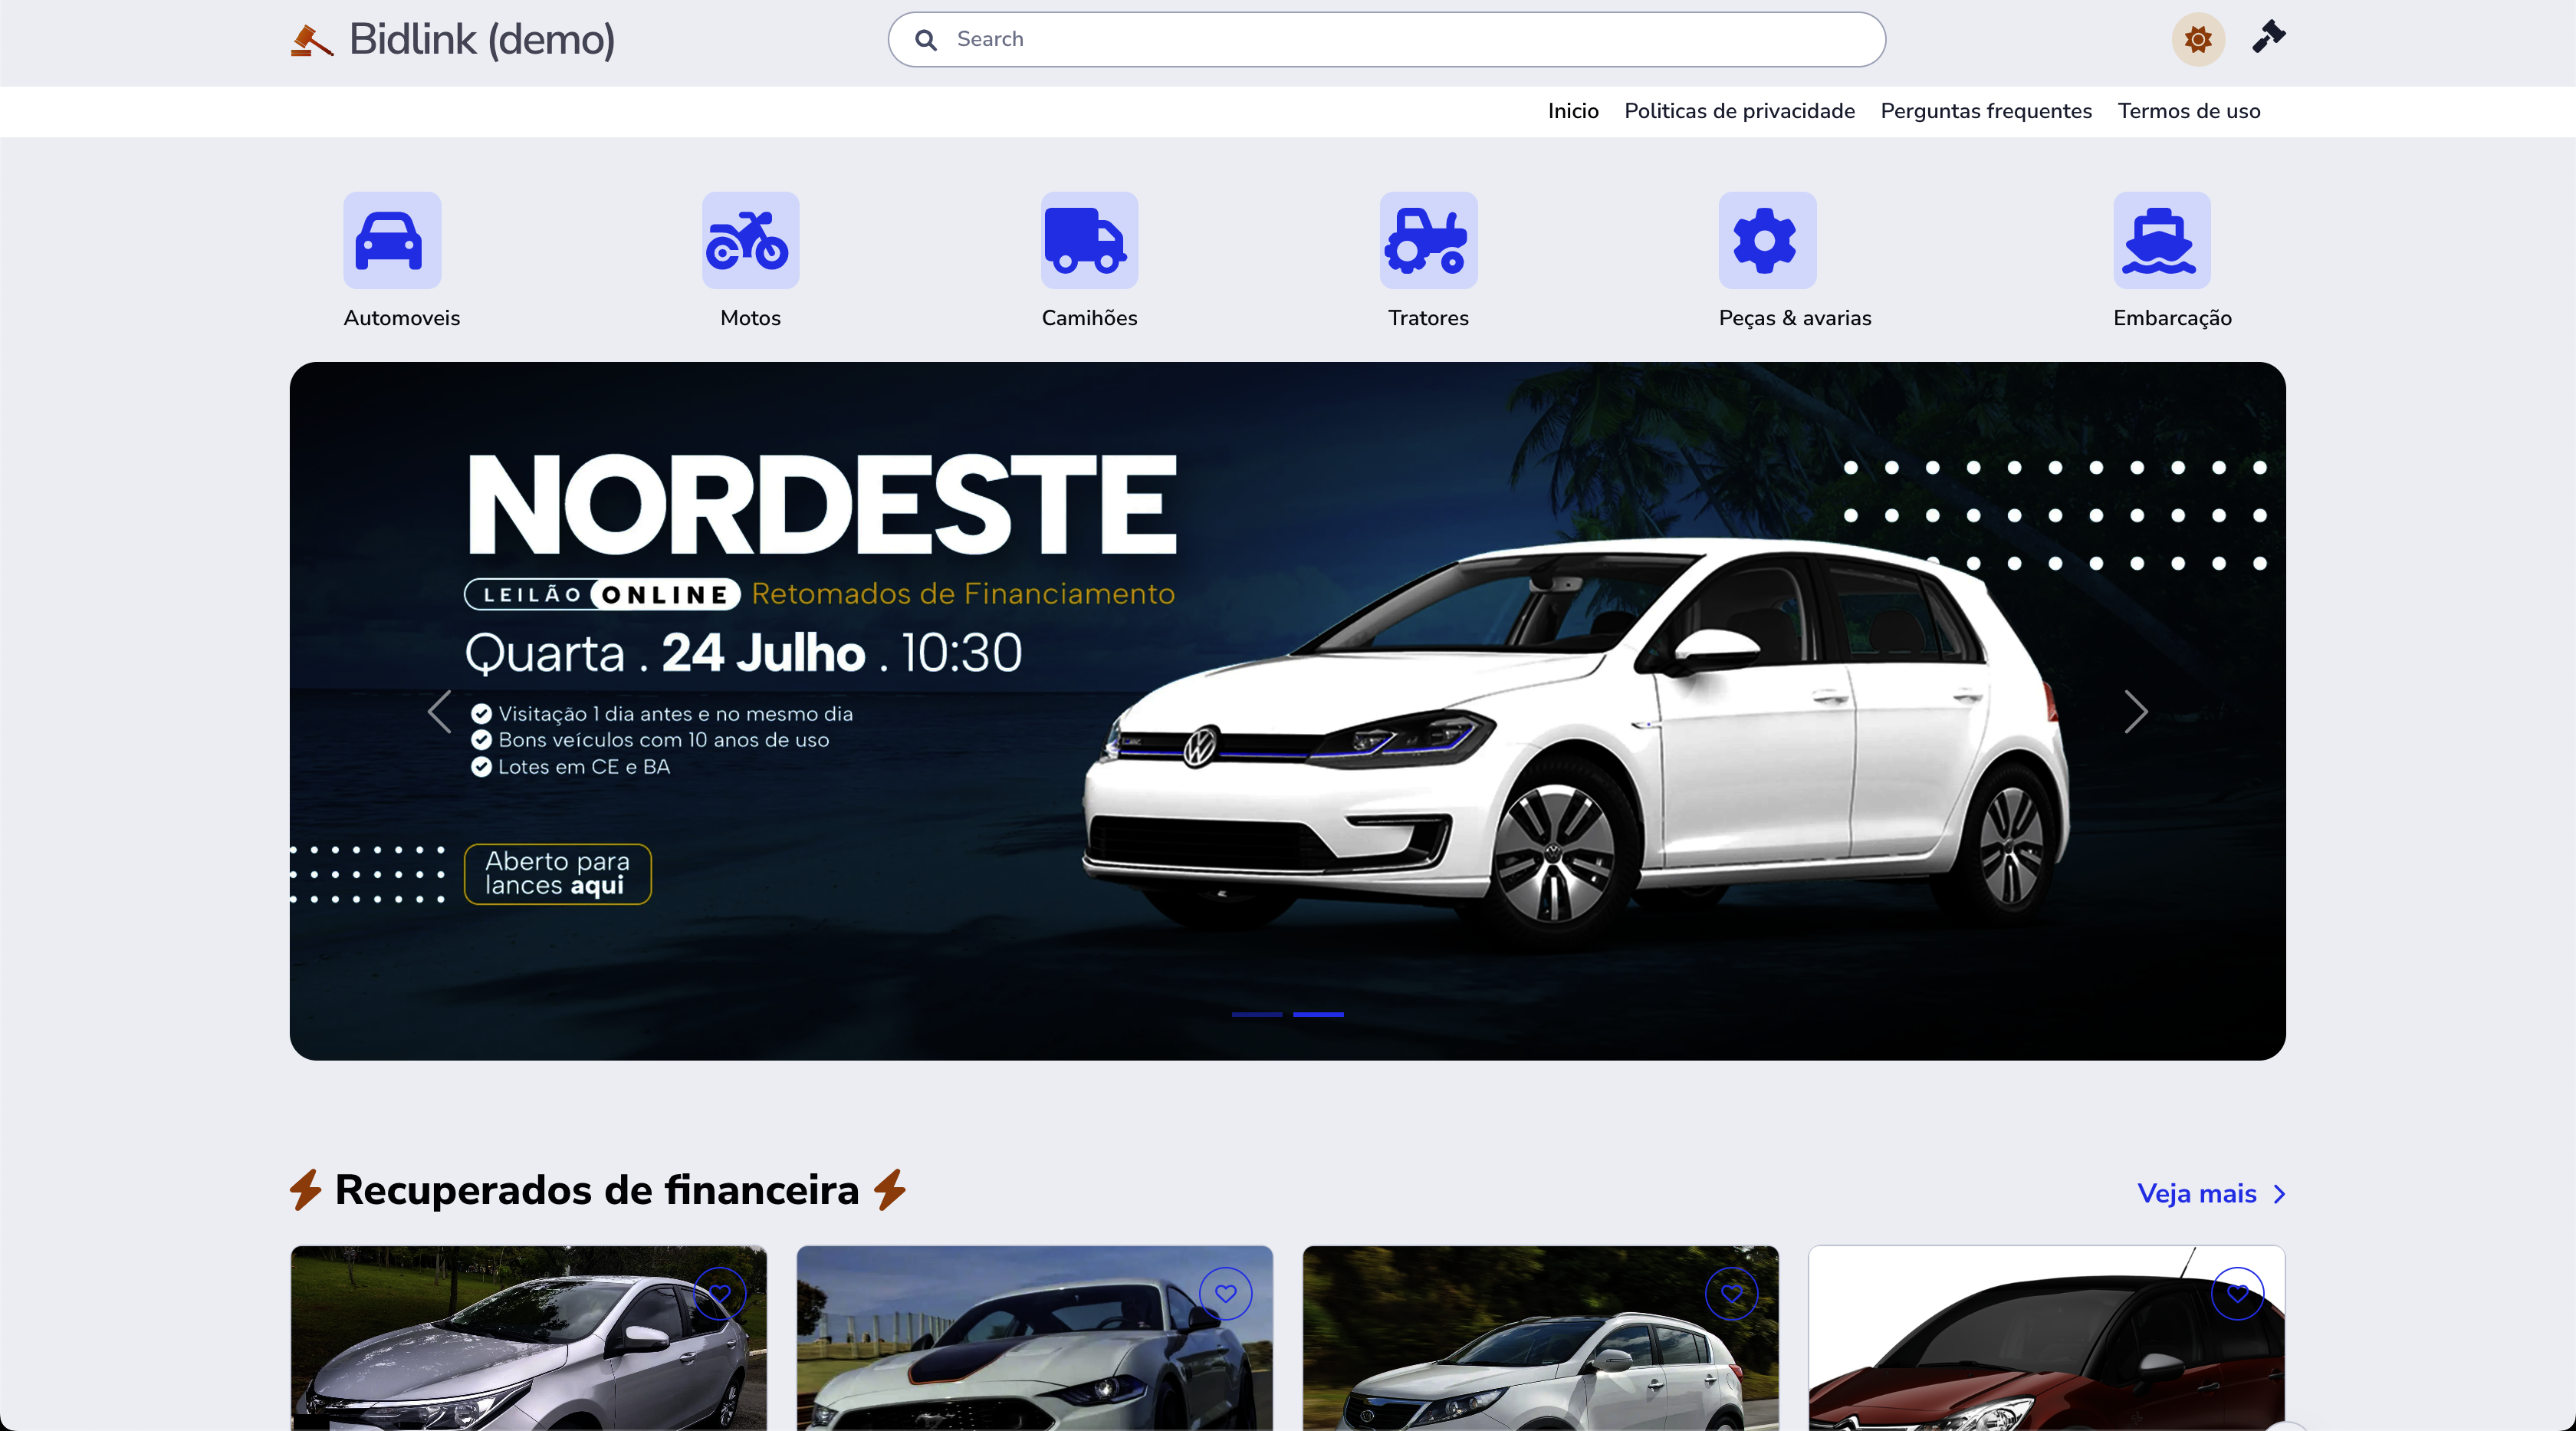 Bidlink (demo)
Search
Inicio Politicas de privacidade Perguntas frequentes Termos de uso
Automoveis Motos Camihões Tratores Peças & avarias Embarcação
NORDESTE
LEILÃO ONLINE Retomados de Financiamento
Quarta . 24 Julho . 10:30
Visitação 1 dia antes e no mesmo dia
Bons veículos com 10 anos de uso
Lotes em CE e BA
Aberto para
lances aqui
Recuperados de financeira
Veja mais